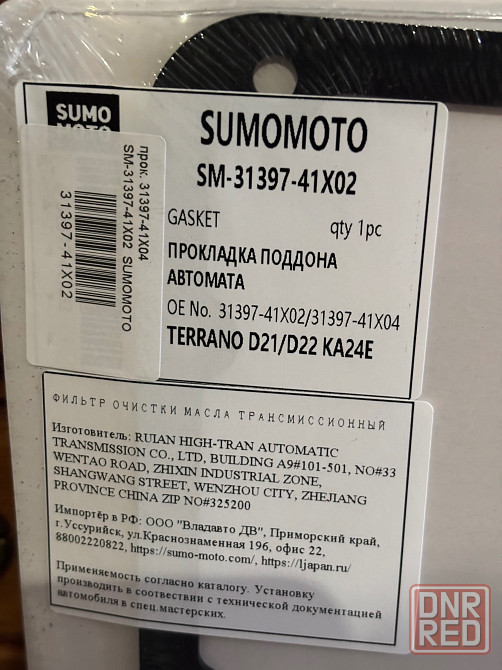 SUMO
MOTO
SUMOMOTO
SM-31397-41X02
GASKET qty 1pc
ПРОКЛАДКА ПОДДОНА
АВТОМАТА
OE No. 31397-41X02/31397-41X04
TERRANO D21/D22 KA24E
прок. 31397-41X04
SM-31397-41X02 SUMOMOTO
31397-41X02
ФИЛЬТР ОЧИСТКИ МАСЛА ТРАНСМИССИОННЫЙ
Изготовитель: RUIAN HIGH-TRAN AUTOMATIC
TRANSMISSION CO., LTD, BUILDING A9#101-501, NO#33
WENTAO ROAD, ZHIXIN INDUSTRIAL ZONE,
SHANGWANG STREET, WENZHOU CITY, ZHEJIANG
PROVINCE CHINA ZIP NO#325200
Импортёр в РФ: ООО "Владавто ДВ", Приморский край,
г.Уссурийск, ул.Краснознаменная 196, офис 22,
88002220822, https://sumo-moto.com/, https://1japan.ru/
Применяемость согласно каталогу. Установку
производить в соотвествии с технической документацией
автомобиля в спец.мастерских.
DNR
RED